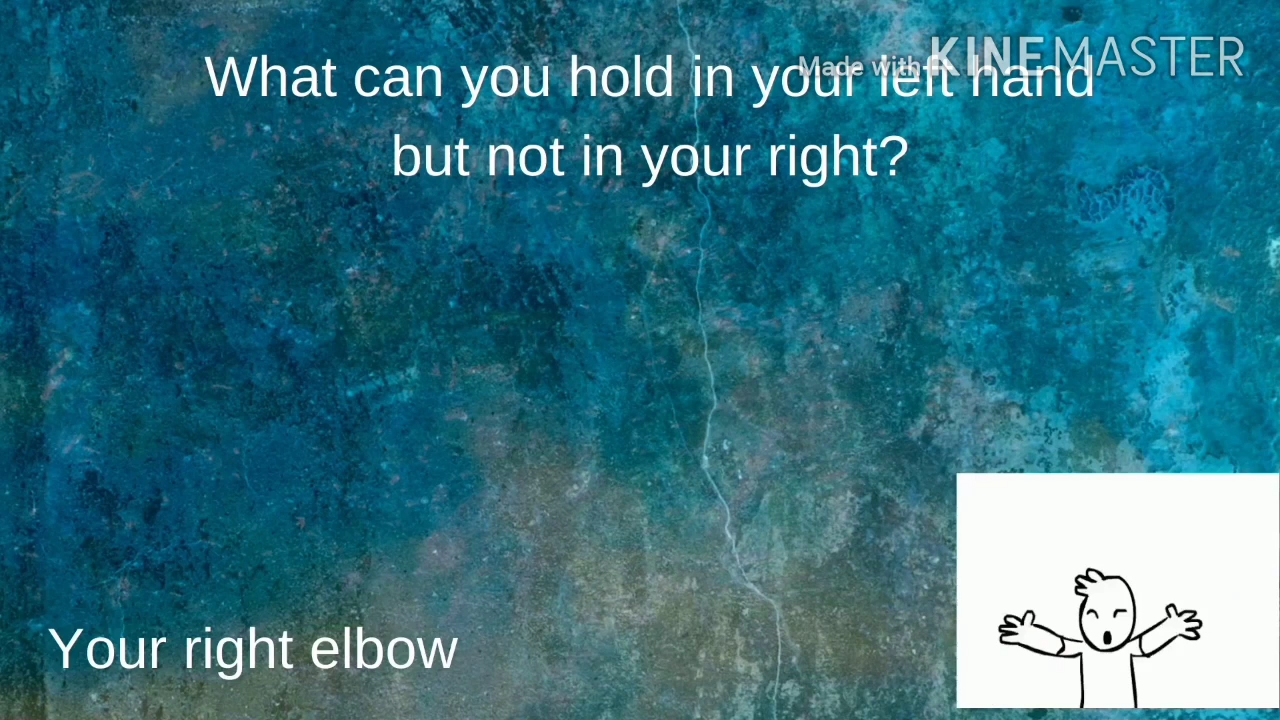 What can you hold in your left hand
Made with KINEMASTER
but not in your right?
Your right elbow